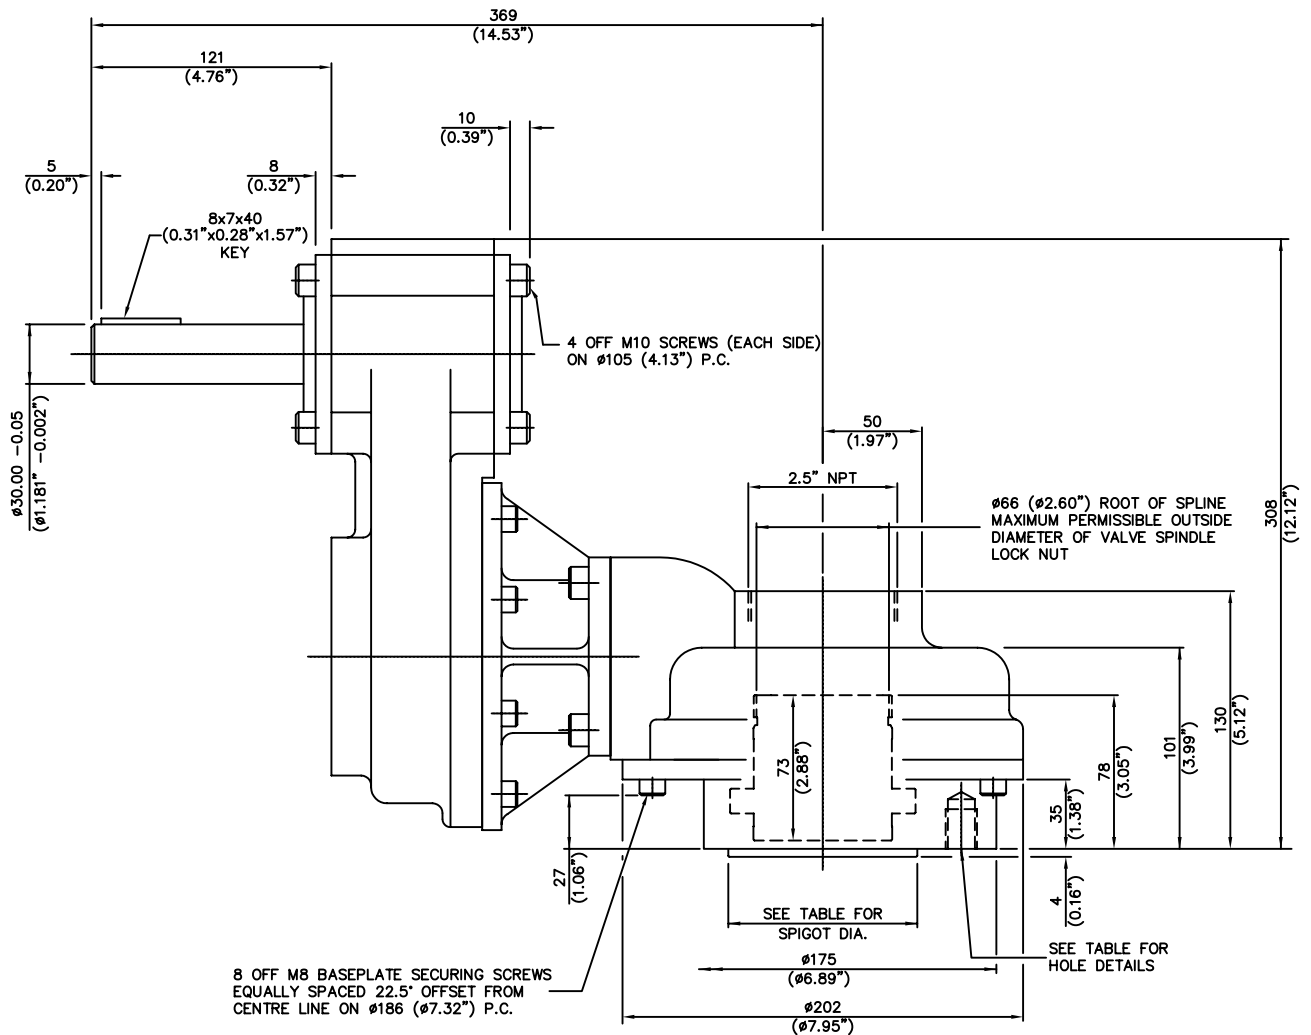 369
(14.53")
121
(4.76")
10
(0.39")
5
(0.20")
8
(0.32")
8x7x40
(0.31"x0.28"x1.57")
KEY
4 OFF M10 SCREWS (EACH SIDE)
ON ø105 (4.13") P.C.
ø30.00 -0.05
(ø1.181" -0.002")
50
(1.97")
2.5" NPT
ø66 (ø2.60") ROOT OF SPLINE
MAXIMUM PERMISSIBLE OUTSIDE
DIAMETER OF VALVE SPINDLE
LOCK NUT
308
(12.12")
73
(2.88")
78
(3.05")
101
(3.99")
130
(5.12")
35
(1.38")
27
(1.06")
4
(0.16")
SEE TABLE FOR
SPIGOT DIA.
SEE TABLE FOR
HOLE DETAILS
ø175
(ø6.89")
8 OFF M8 BASEPLATE SECURING SCREWS
EQUALLY SPACED 22.5° OFFSET FROM
CENTRE LINE ON ø186 (ø7.32") P.C.
ø202
(ø7.95")